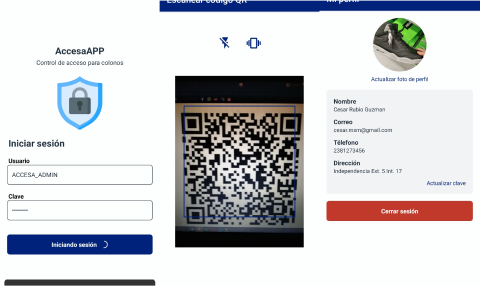 AccesaAPP
Control de acceso para colonos
Iniciar sesión
Usuario
ACCESA_ADMIN
Clave
Iniciando sesión
Escanear código QR
Mi perfil
Actualizar foto de perfil
Nombre
Cesar Rubio Guzman
Correo
cesar.msrn@gmail.com
Télefono
2381273456
Dirección
Independencia Ext. 5 Int. 17
Actualizar clave
Cerrar sesión